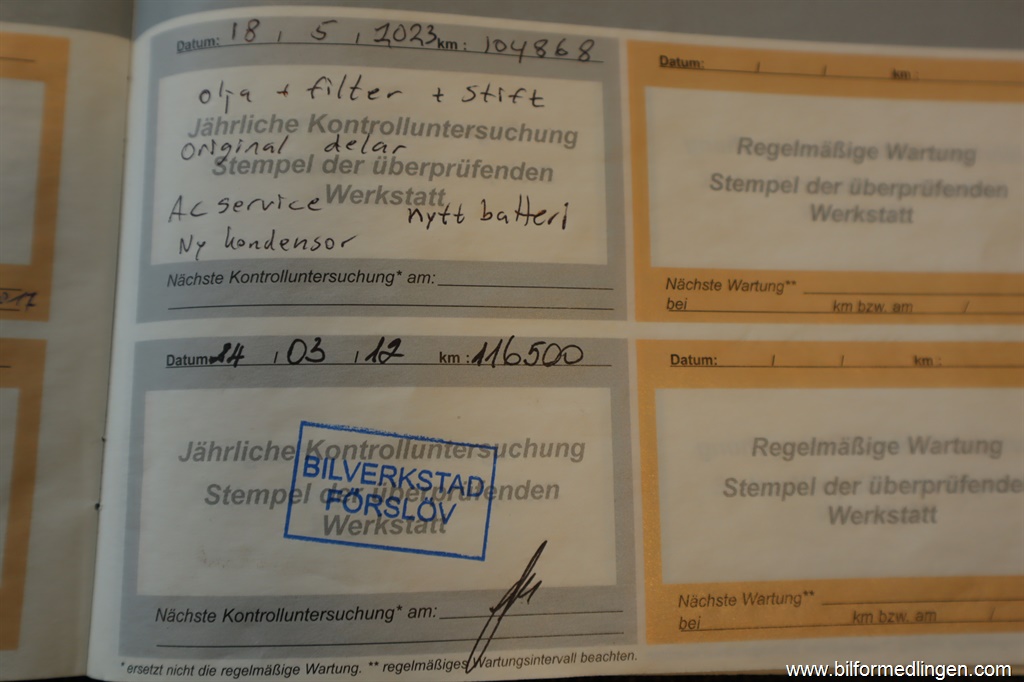 Datum: 18 , 5 , 2023 km : 104868
olja + filter + stift
Jährliche Kontrolluntersuchung
original delar
Stempel der überprüfenden
Werkstatt
AC service nytt batteri
Ny kondensor
Nächste Kontrolluntersuchung* am:
Datum: / / km :
Regelmäßige Wartung
Stempel der überprüfenden
Werkstatt
Nächste Wartung**
bei km bzw. am /
2017
Datum 24 , 03 , 12 km : 116500
Jährliche Kontrolluntersuchung
BILVERKSTAD
Stempel der überprüfenden
FÖRSLÖV
Werkstatt
Nächste Kontrolluntersuchung* am:
Datum: / / km :
Regelmäßige Wartung
Stempel der überprüfende
Werkstatt
Nächste Wartung**
bei km bzw. am /
* ersetzt nicht die regelmäßige Wartung. ** regelmäßiges Wartungsintervall beachten.
www.bilformedlingen.com